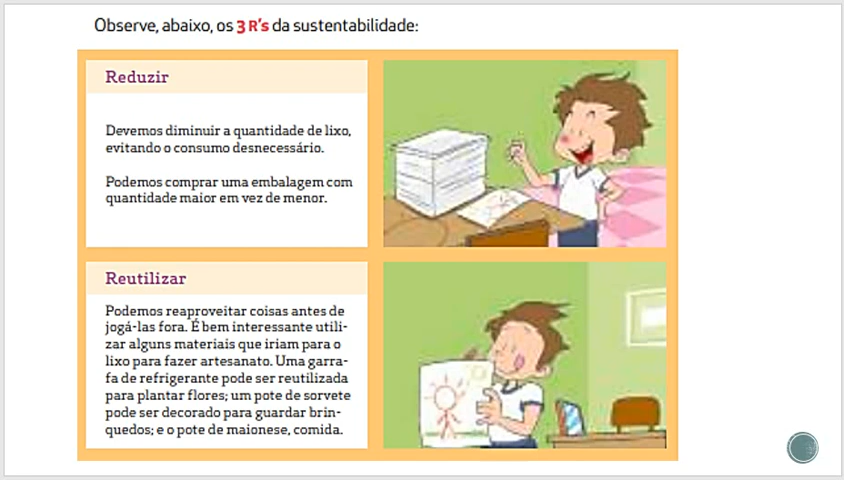 Observe, abaixo, os 3 R's da sustentabilidade:
Reduzir
Devemos diminuir a quantidade de lixo,
evitando o consumo desnecessário.
Podemos comprar uma embalagem com
quantidade maior em vez de menor.
Reutilizar
Podemos reaproveitar coisas antes de
jogá-las fora. É bem interessante utili-
zar alguns materiais que iriam para o
lixo para fazer artesanato. Uma garra-
fa de refrigerante pode ser reutilizada
para plantar flores; um pote de sorvete
pode ser decorado para guardar brin-
quedos; e o pote de maionese, comida.